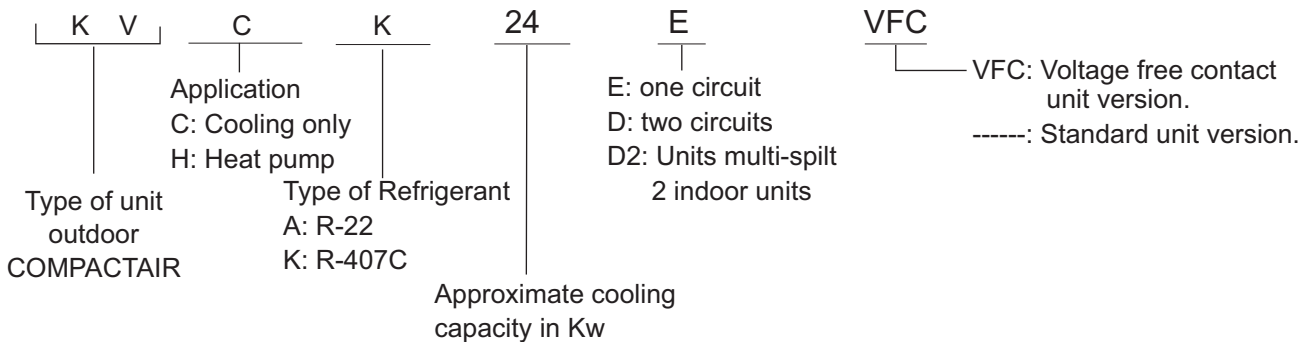 K V C K 24 E VFC
Application
C: Cooling only
H: Heat pump
Type of unit
outdoor
COMPACTAIR
Type of Refrigerant
A: R-22
K: R-407C
Approximate cooling
capacity in Kw
E: one circuit
D: two circuits
D2: Units multi-spilt
2 indoor units
VFC: Voltage free contact
unit version.
------: Standard unit version.